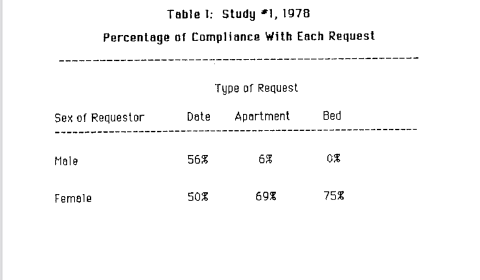 Table 1: Study #1, 1978
Percentage of Compliance With Each Request
Type of Request
Sex of Requestor Date Apartment Bed
Male 56% 6% 0%
Female 50% 69% 75%